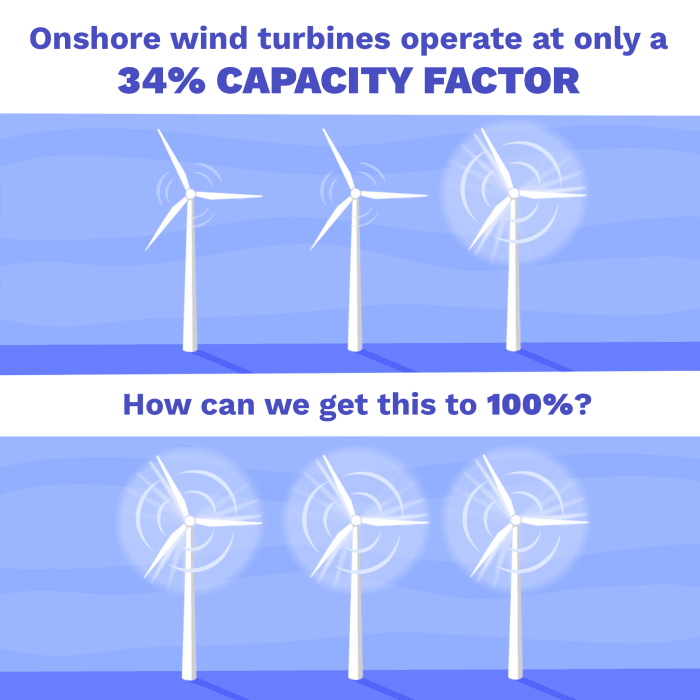 Onshore wind turbines operate at only a
34% CAPACITY FACTOR
How can we get this to 100%?